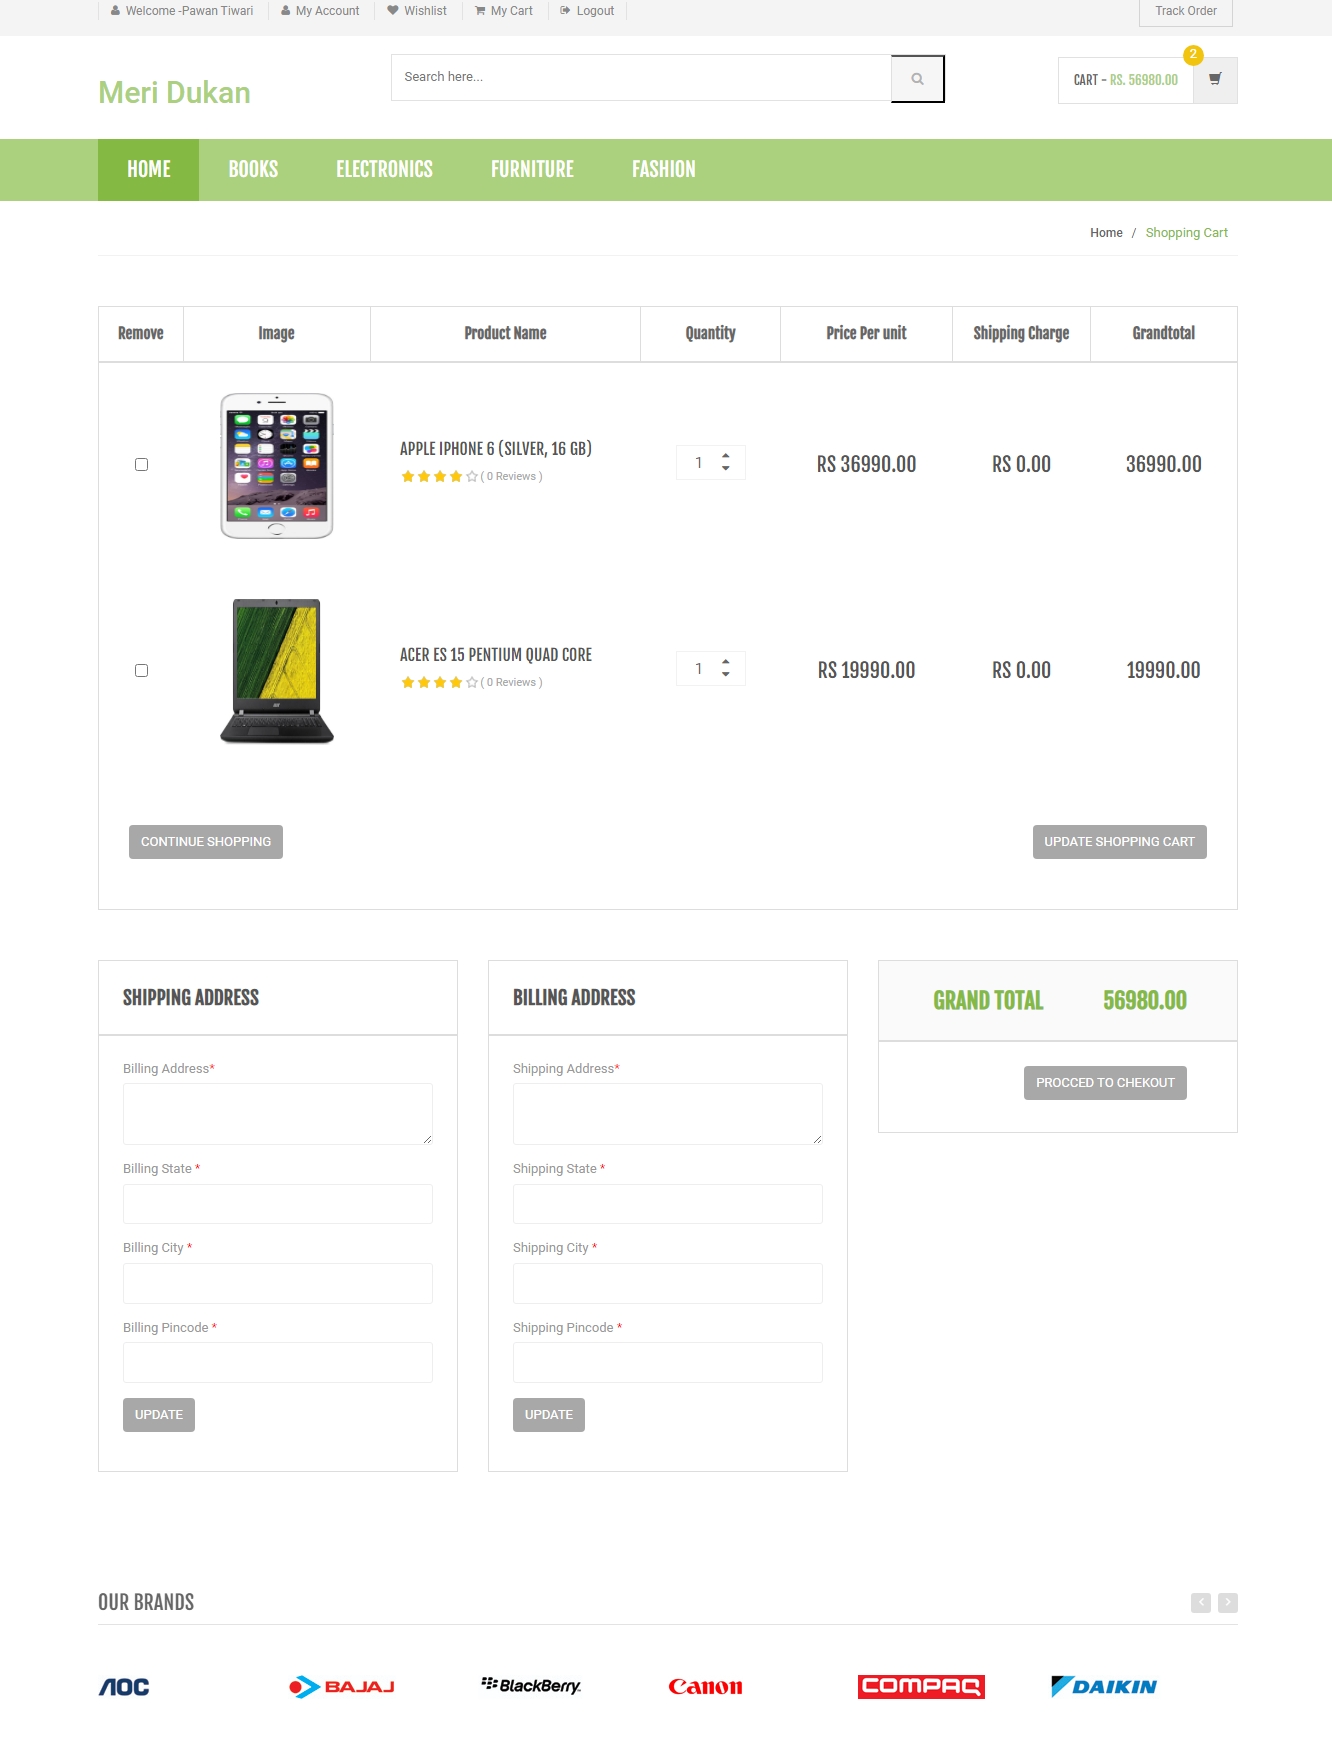 Welcome -Pawan Tiwari My Account Wishlist My Cart Logout Track Order
Meri Dukan
Search here...
CART - RS. 56980.00
2
HOME BOOKS ELECTRONICS FURNITURE FASHION
Home / Shopping Cart
Remove Image Product Name Quantity Price Per unit Shipping Charge Grandtotal
APPLE IPHONE 6 (SILVER, 16 GB)
( 0 Reviews )
1 RS 36990.00 RS 0.00 36990.00
ACER ES 15 PENTIUM QUAD CORE
( 0 Reviews )
1 RS 19990.00 RS 0.00 19990.00
CONTINUE SHOPPING UPDATE SHOPPING CART
SHIPPING ADDRESS
Billing Address*
Billing State *
Billing City *
Billing Pincode *
UPDATE
BILLING ADDRESS
Shipping Address*
Shipping State *
Shipping City *
Shipping Pincode *
UPDATE
GRAND TOTAL 56980.00
PROCCED TO CHEKOUT
OUR BRANDS
AOC BAJAJ BlackBerry. Canon COMPAQ DAIKIN